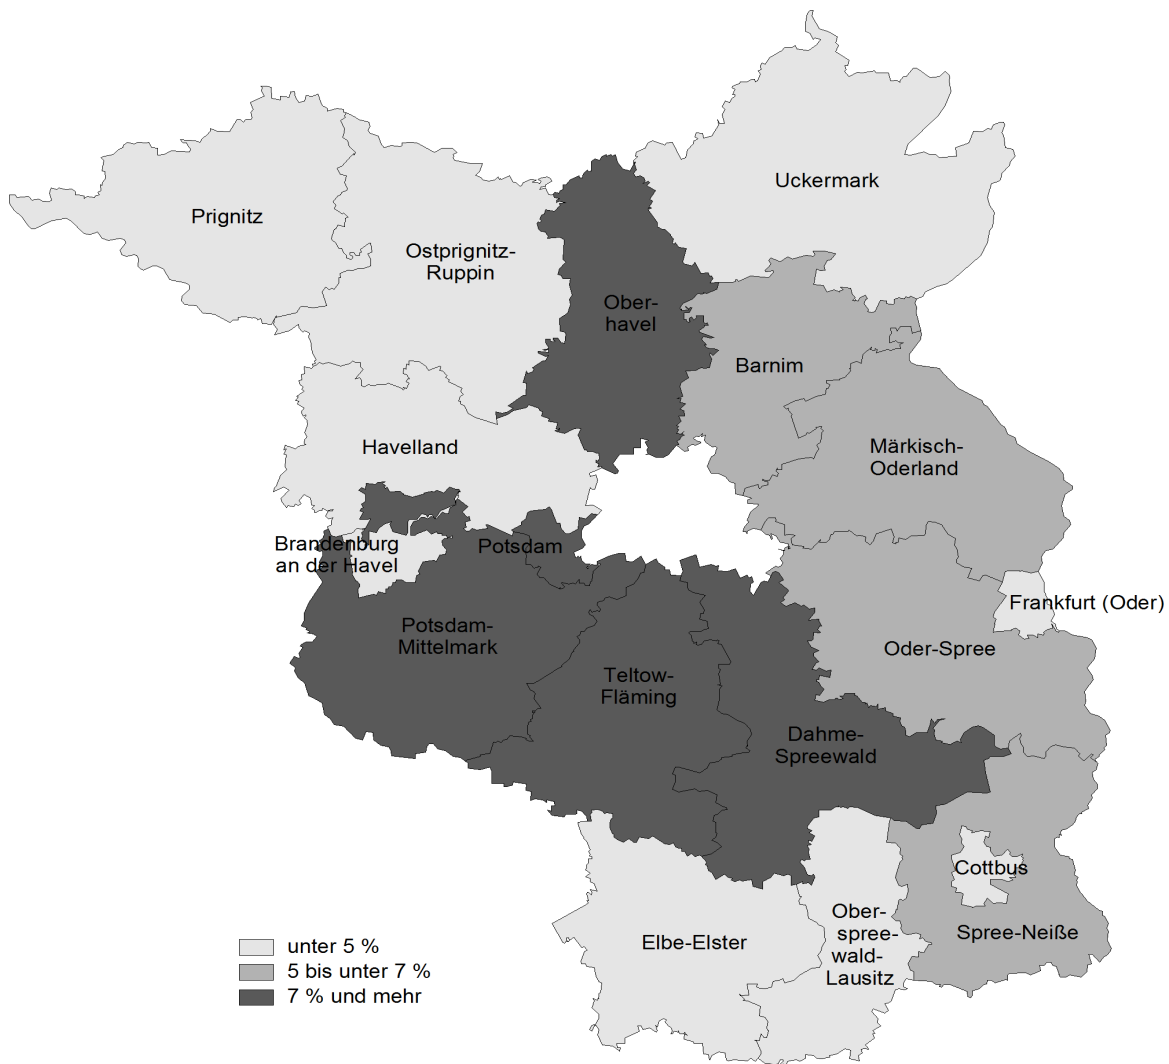 Uckermark
Prignitz
Ostprignitz-
Ruppin
Ober-
havel
Barnim
Havelland
Märkisch-
Oderland
Brandenburg
an der Havel
Potsdam
Frankfurt (Oder)
Potsdam-
Mittelmark
Oder-Spree
Teltow-
Fläming
Dahme-
Spreewald
Cottbus
Ober-
spree-
wald-
Lausitz
Elbe-Elster
Spree-Neiße
unter 5 %
5 bis unter 7 %
7 % und mehr